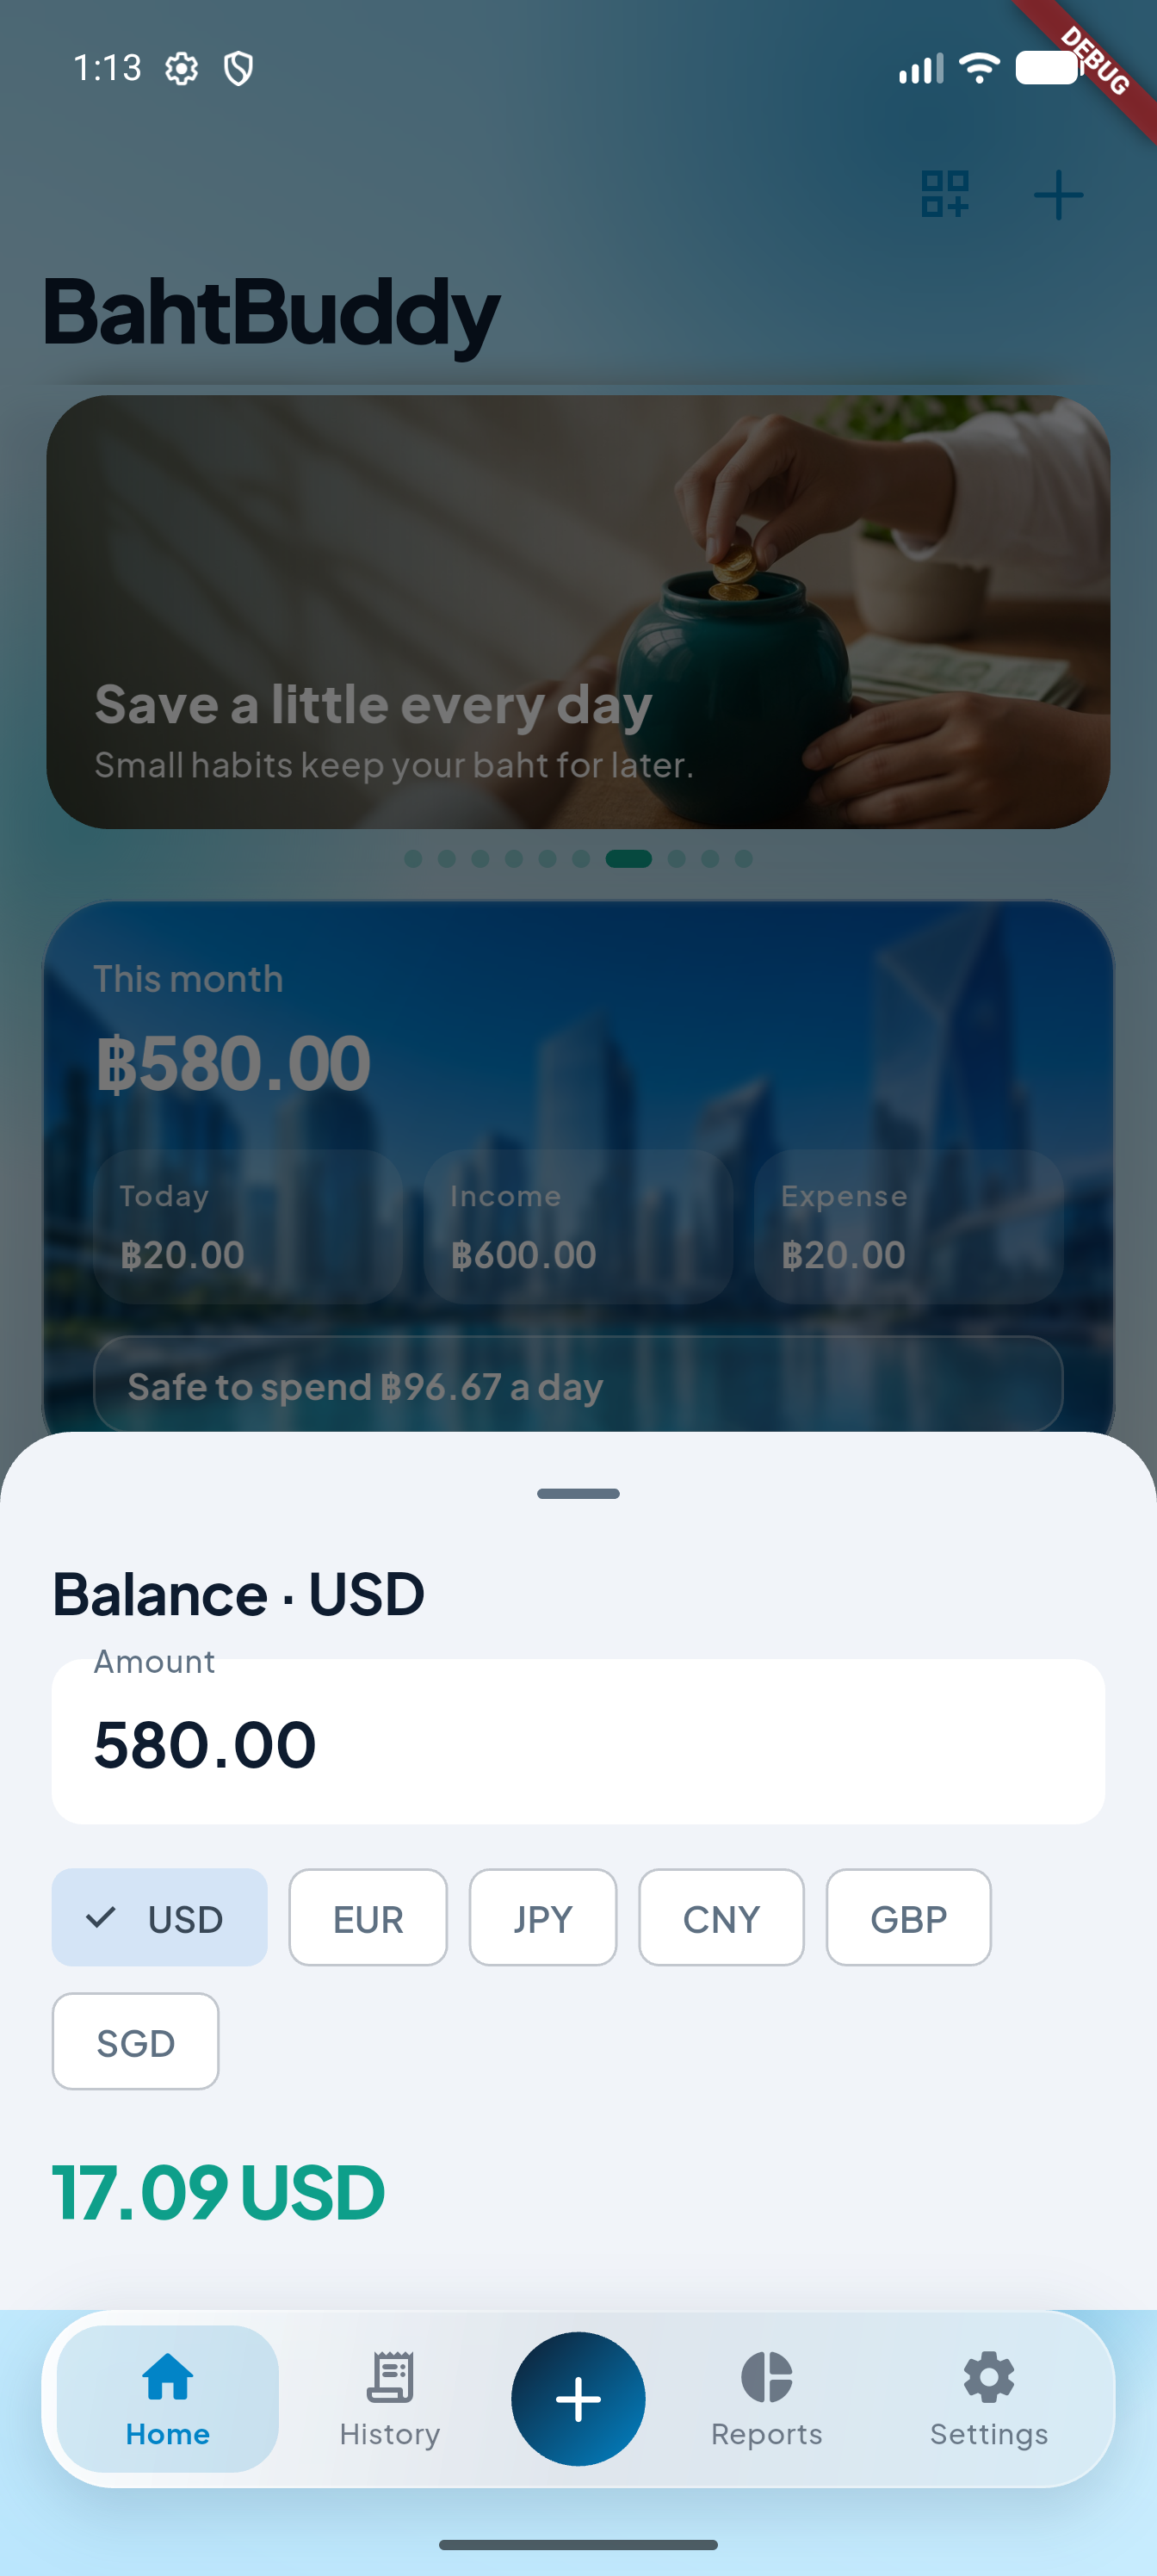 1:13
DEBUG
BahtBuddy
Save a little every day
Small habits keep your baht for later.
This month
฿580.00
Today
Income
Expense
฿20.00
฿600.00
฿20.00
Safe to spend ฿96.67 a day
Balance · USD
Amount
580.00
USD
EUR
JPY
CNY
GBP
SGD
17.09 USD
Home
History
Reports
Settings